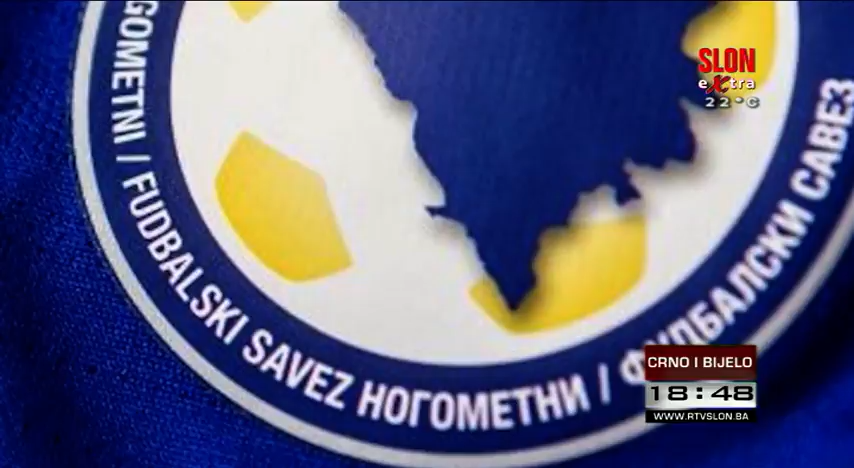 GOMETNI / FUDBALSKI SAVEZ НОГОМЕТНИ / ФУДБАЛСКИ САВЕЗ
SLON
extra
22°C
CRNO I BIJELO
18:48
WWW.RTVSLON.BA